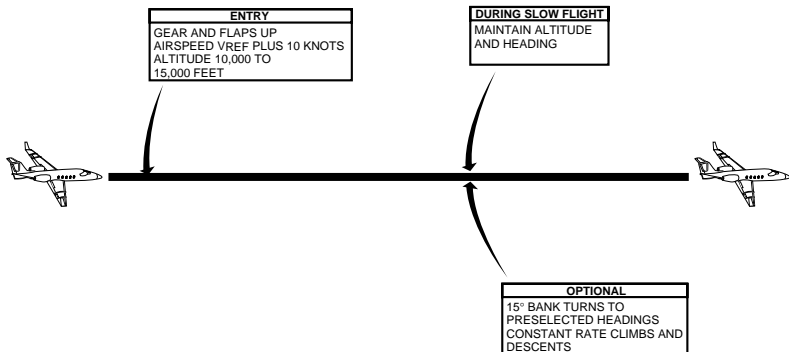 ENTRY
GEAR AND FLAPS UP
AIRSPEED VREF PLUS 10 KNOTS
ALTITUDE 10,000 TO
15,000 FEET
DURING SLOW FLIGHT
MAINTAIN ALTITUDE
AND HEADING
OPTIONAL
15° BANK TURNS TO
PRESELECTED HEADINGS
CONSTANT RATE CLIMBS AND
DESCENTS